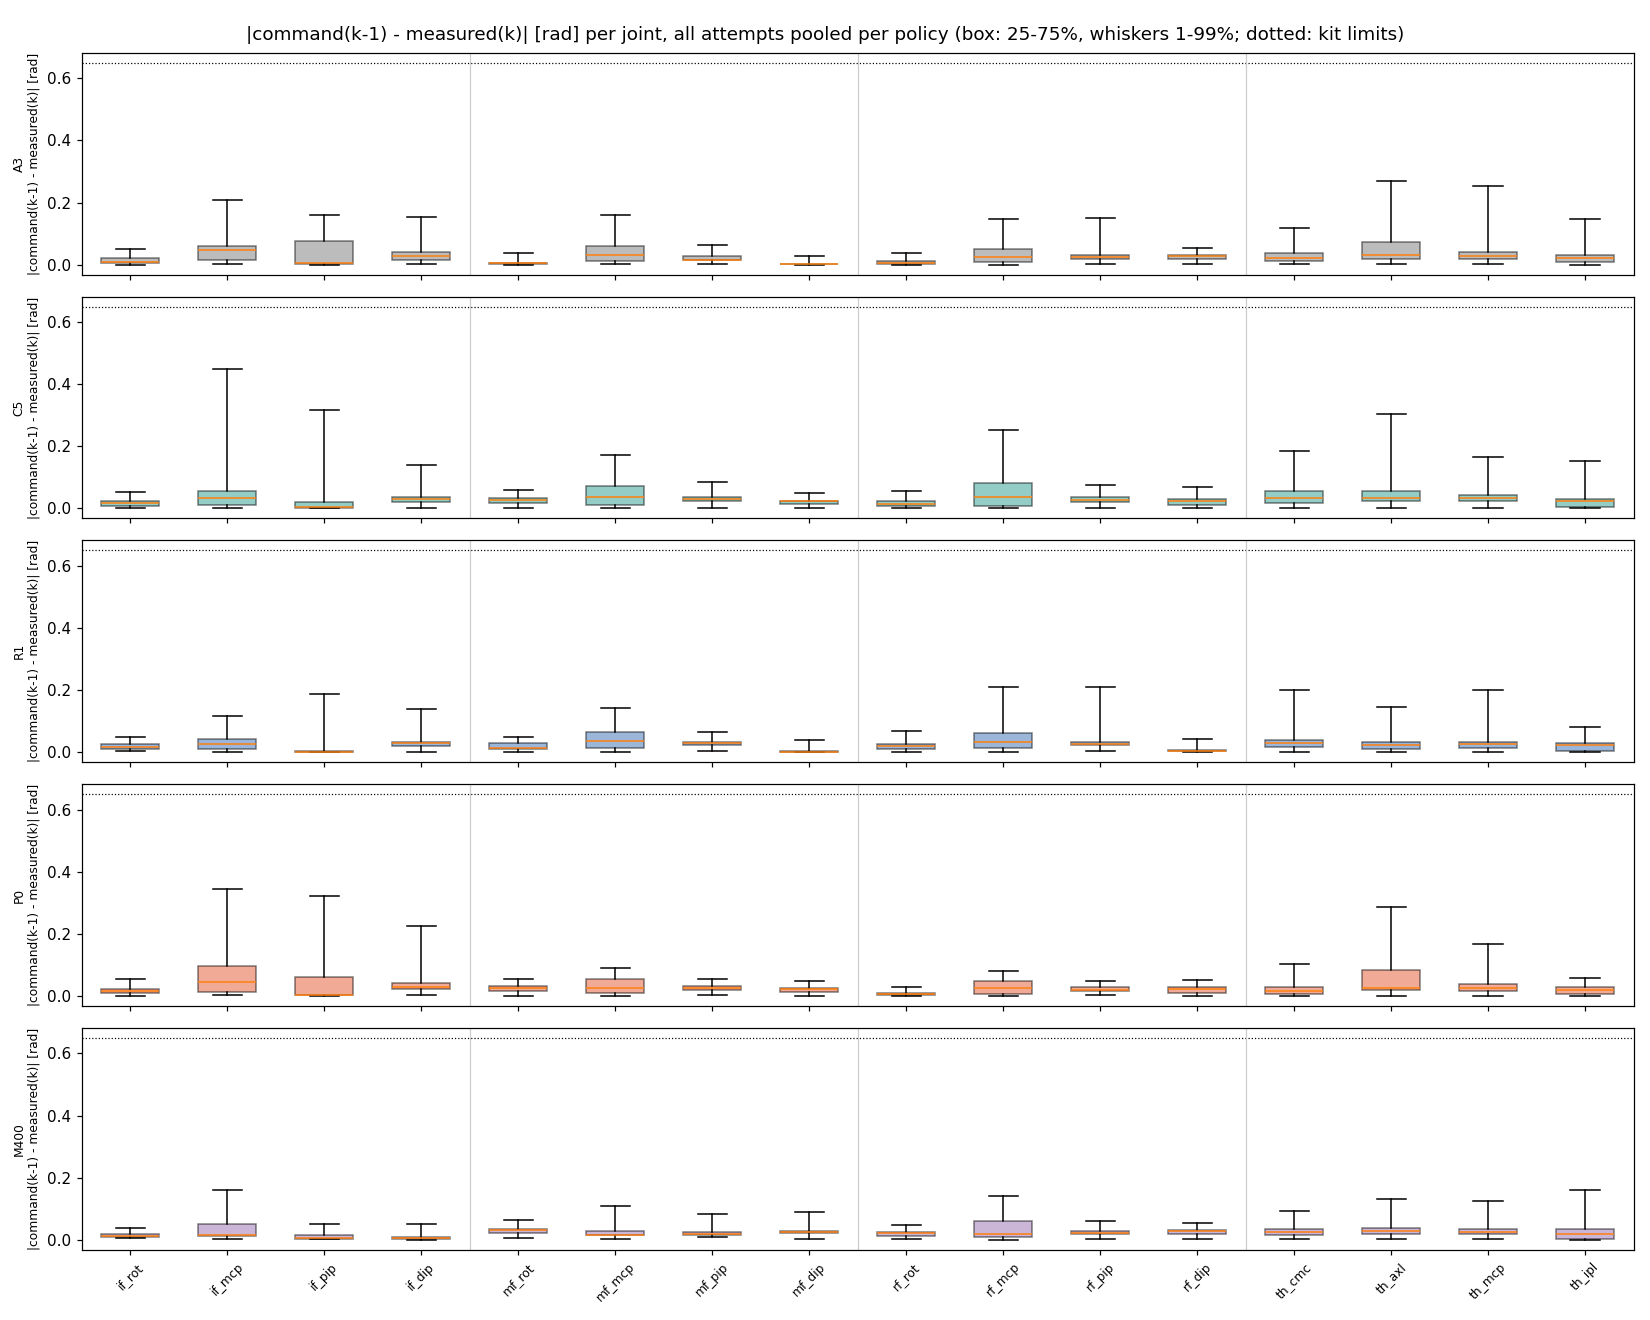 |command(k-1) - measured(k)| [rad] per joint, all attempts pooled per policy (box: 25-75%, whiskers 1-99%; dotted: kit limits)
A3
|command(k-1) - measured(k)| [rad]
0.6
0.4
0.2
0.0
C5
|command(k-1) - measured(k)| [rad]
0.6
0.4
0.2
0.0
R1
|command(k-1) - measured(k)| [rad]
0.6
0.4
0.2
0.0
P0
|command(k-1) - measured(k)| [rad]
0.6
0.4
0.2
0.0
M400
|command(k-1) - measured(k)| [rad]
0.6
0.4
0.2
0.0
if_rot
if_mcp
if_pip
if_dip
mf_rot
mf_mcp
mf_pip
mf_dip
rf_rot
rf_mcp
rf_pip
rf_dip
th_cmc
th_axl
th_mcp
th_ipl